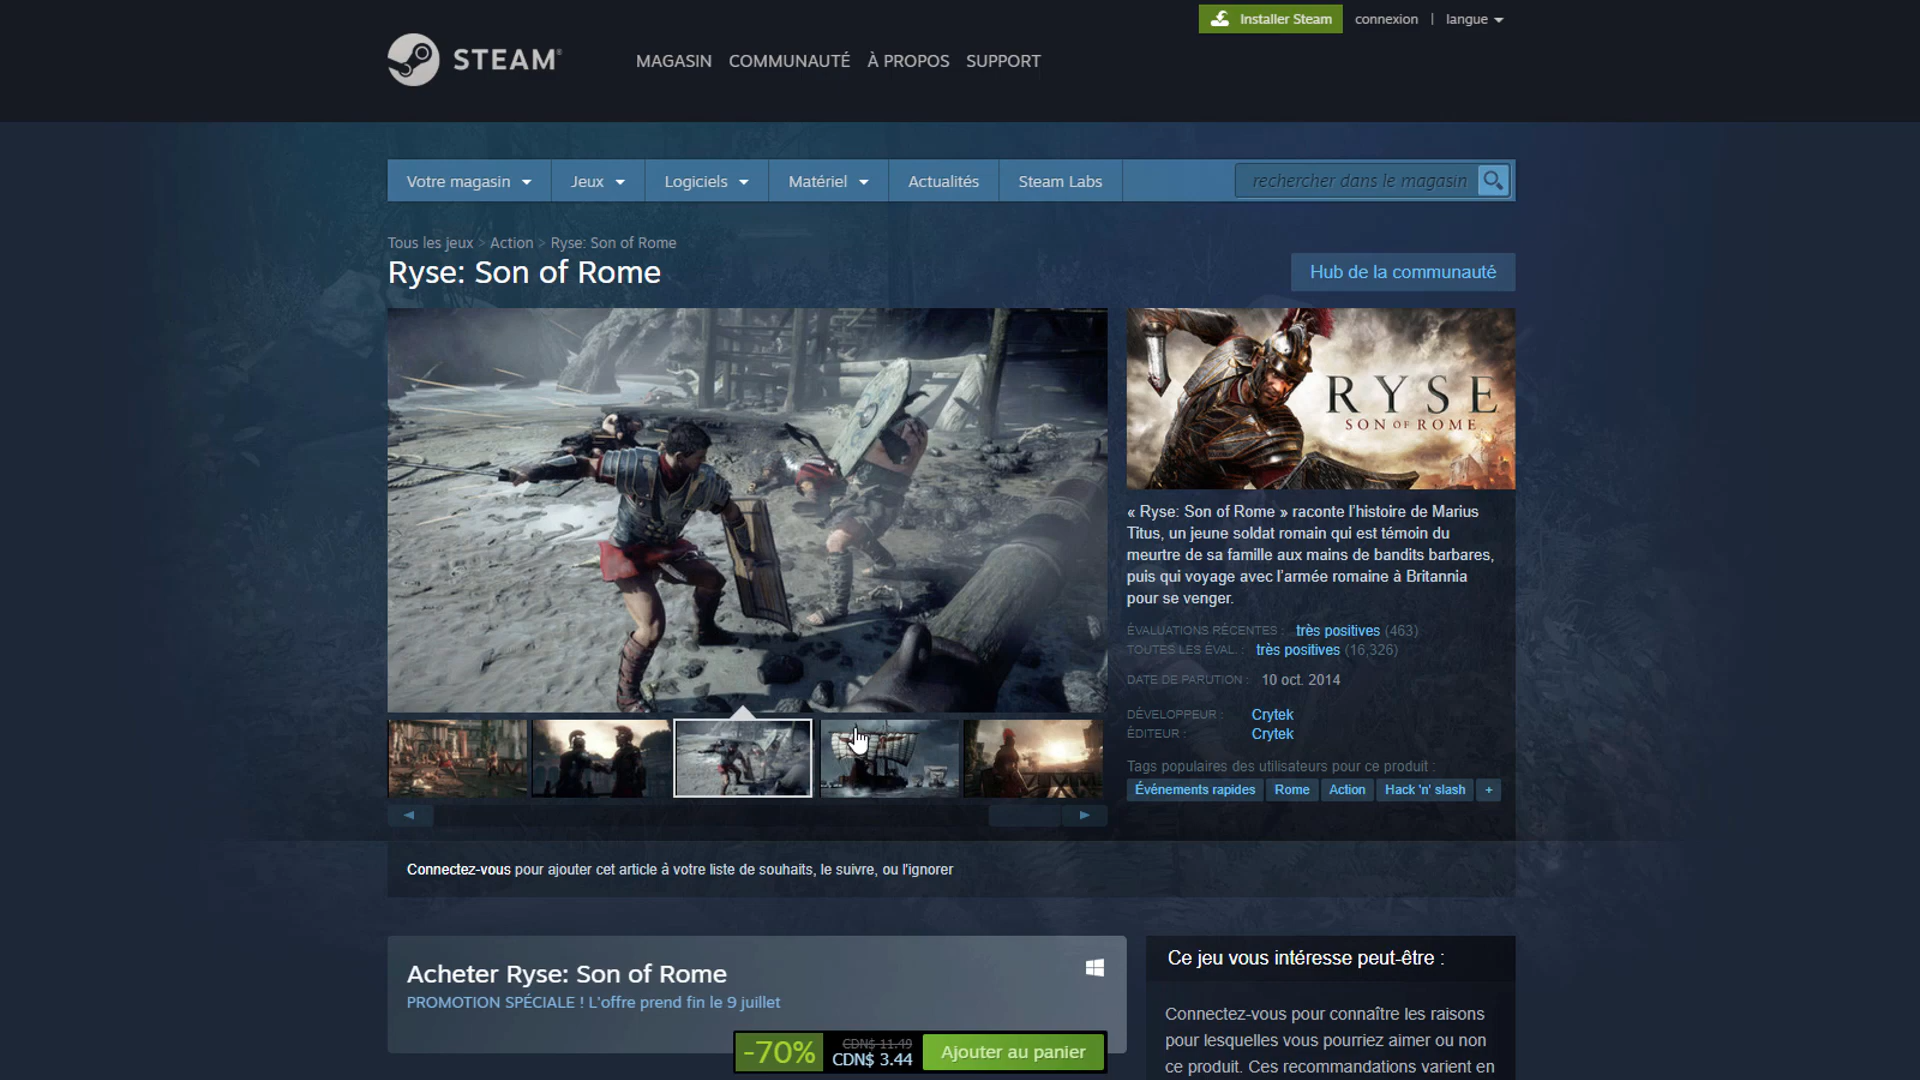 Installer Steam
connexion | langue
STEAM®
MAGASIN COMMUNAUTÉ À PROPOS SUPPORT
Votre magasin Jeux Logiciels Matériel Actualités Steam Labs rechercher dans le magasin
Tous les jeux > Action > Ryse: Son of Rome
Ryse: Son of Rome
Hub de la communauté
RYSE
SON OF ROME
« Ryse: Son of Rome » raconte l'histoire de Marius
Titus, un jeune soldat romain qui est témoin du
meurtre de sa famille aux mains de bandits barbares,
puis qui voyage avec l'armée romaine à Britannia
pour se venger.
ÉVALUATIONS RÉCENTES : très positives (463)
TOUTES LES ÉVAL. : très positives (16,326)
DATE DE PARUTION : 10 oct. 2014
DÉVELOPPEUR : Crytek
ÉDITEUR : Crytek
Tags populaires des utilisateurs pour ce produit :
Événements rapides Rome Action Hack 'n' slash +
Connectez-vous pour ajouter cet article à votre liste de souhaits, le suivre, ou l'ignorer
Acheter Ryse: Son of Rome
PROMOTION SPÉCIALE ! L'offre prend fin le 9 juillet
-70%
CDN$ 11.49
CDN$ 3.44
Ajouter au panier
Ce jeu vous intéresse peut-être :
Connectez-vous pour connaître les raisons
pour lesquelles vous pourriez aimer ou non
ce produit. Ces recommandations varient en